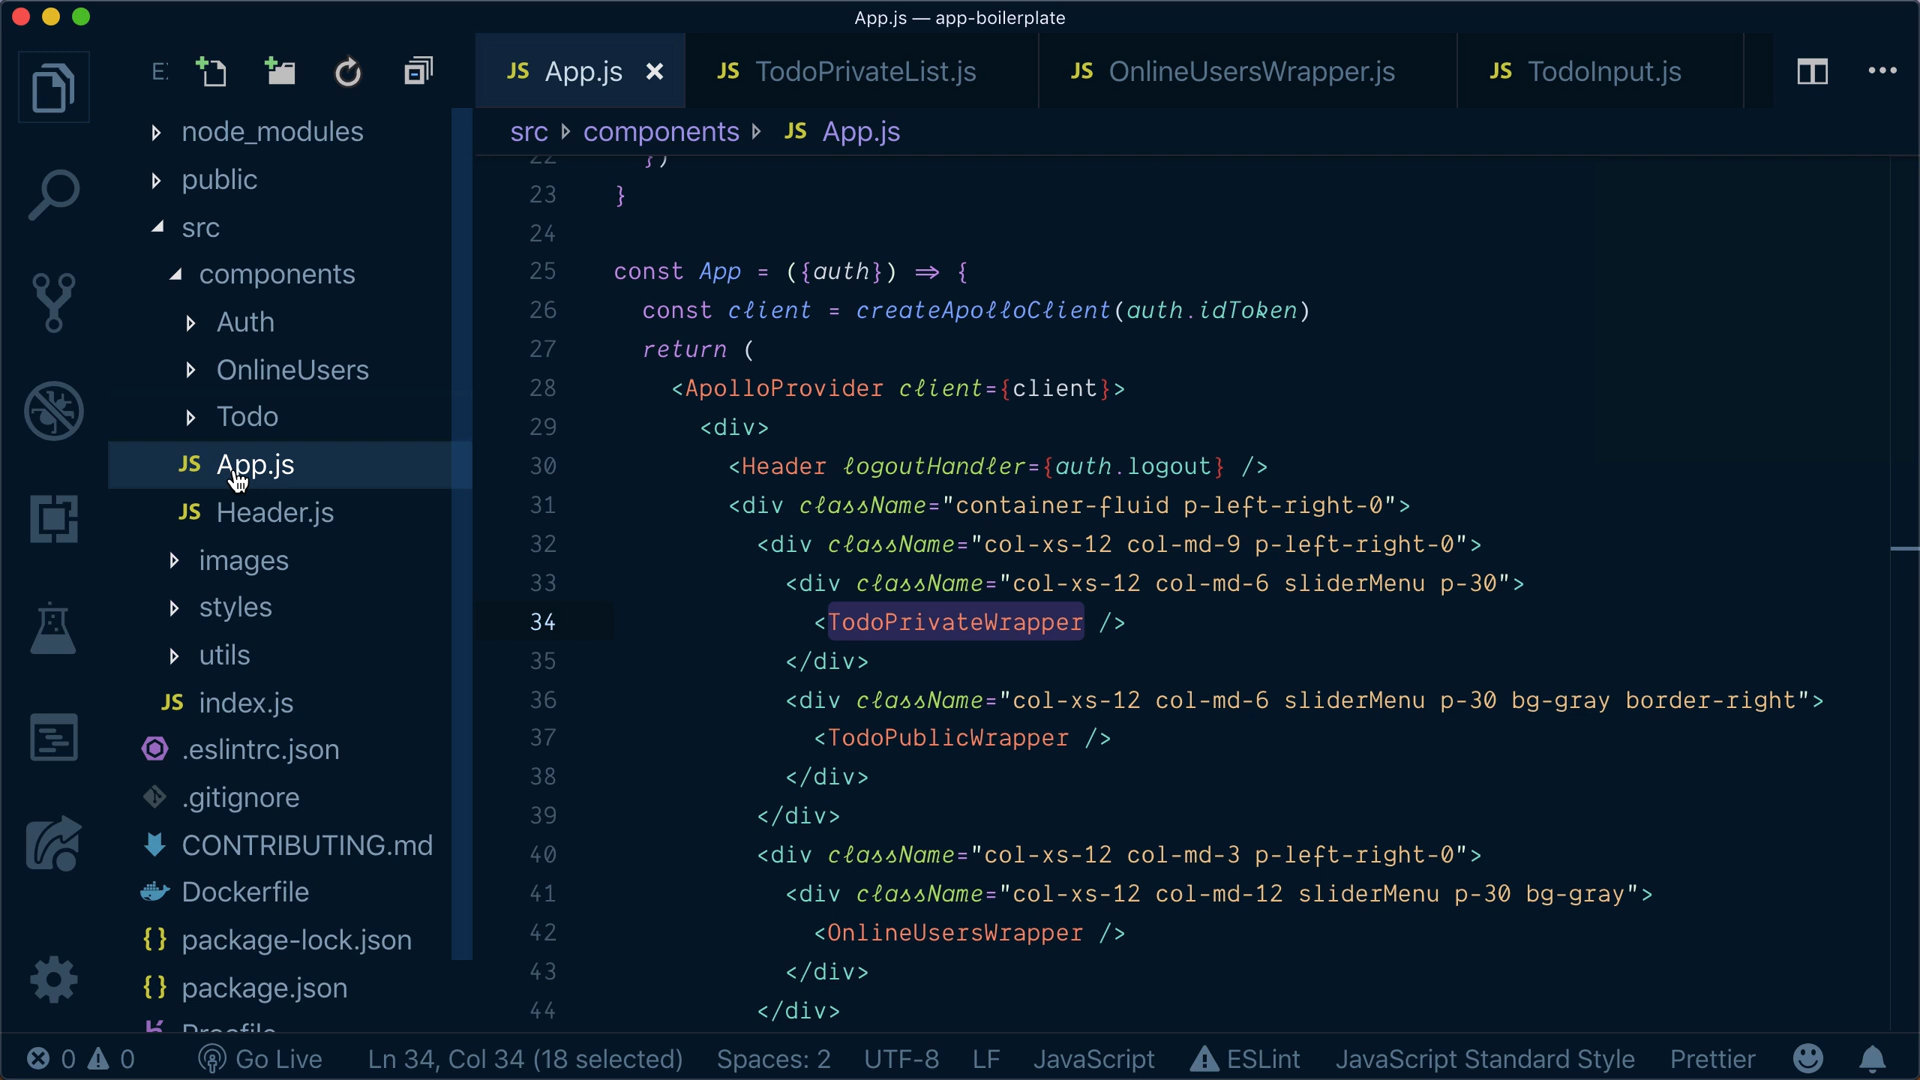 App.js — app-boilerplate
E:
JS App.js ×
JS TodoPrivateList.js
JS OnlineUsersWrapper.js
JS TodoInput.js
src components JS App.js
node_modules
public
src
components
Auth
OnlineUsers
Todo
JS App.js
JS Header.js
images
styles
utils
JS index.js
.eslintrc.json
.gitignore
CONTRIBUTING.md
Dockerfile
{} package-lock.json
{} package.json
Procfile
22 })
23 }
24
25 const App = ({auth}) => {
26 const client = createApolloClient(auth.idToken)
27 return (
28 <ApolloProvider client={client}>
29 <div>
30 <Header logoutHandler={auth.logout} />
31 <div className="container-fluid p-left-right-0">
32 <div className="col-xs-12 col-md-9 p-left-right-0">
33 <div className="col-xs-12 col-md-6 sliderMenu p-30">
34 <TodoPrivateWrapper />
35 </div>
36 <div className="col-xs-12 col-md-6 sliderMenu p-30 bg-gray border-right">
37 <TodoPublicWrapper />
38 </div>
39 </div>
40 <div className="col-xs-12 col-md-3 p-left-right-0">
41 <div className="col-xs-12 col-md-12 sliderMenu p-30 bg-gray">
42 <OnlineUsersWrapper />
43 </div>
44 </div>
0 0 Go Live Ln 34, Col 34 (18 selected) Spaces: 2 UTF-8 LF JavaScript ESLint JavaScript Standard Style Prettier